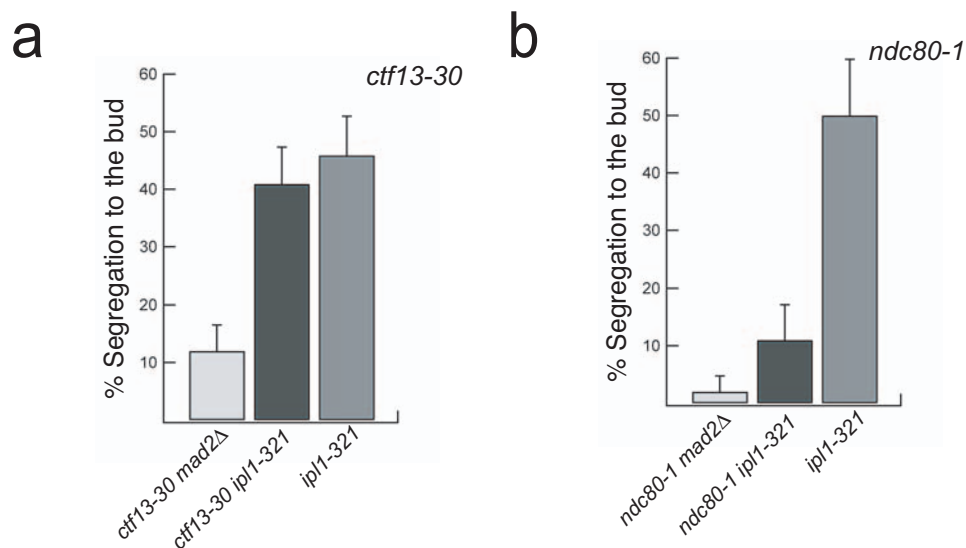 a
ctf13-30
% Segregation to the bud
60
50
40
30
20
10
ctf13-30 mad2Δ
ctf13-30 ipl1-321
ipl1-321
b
ndc80-1
% Segregation to the bud
60
50
40
30
20
10
ndc80-1 mad2Δ
ndc80-1 ipl1-321
ipl1-321